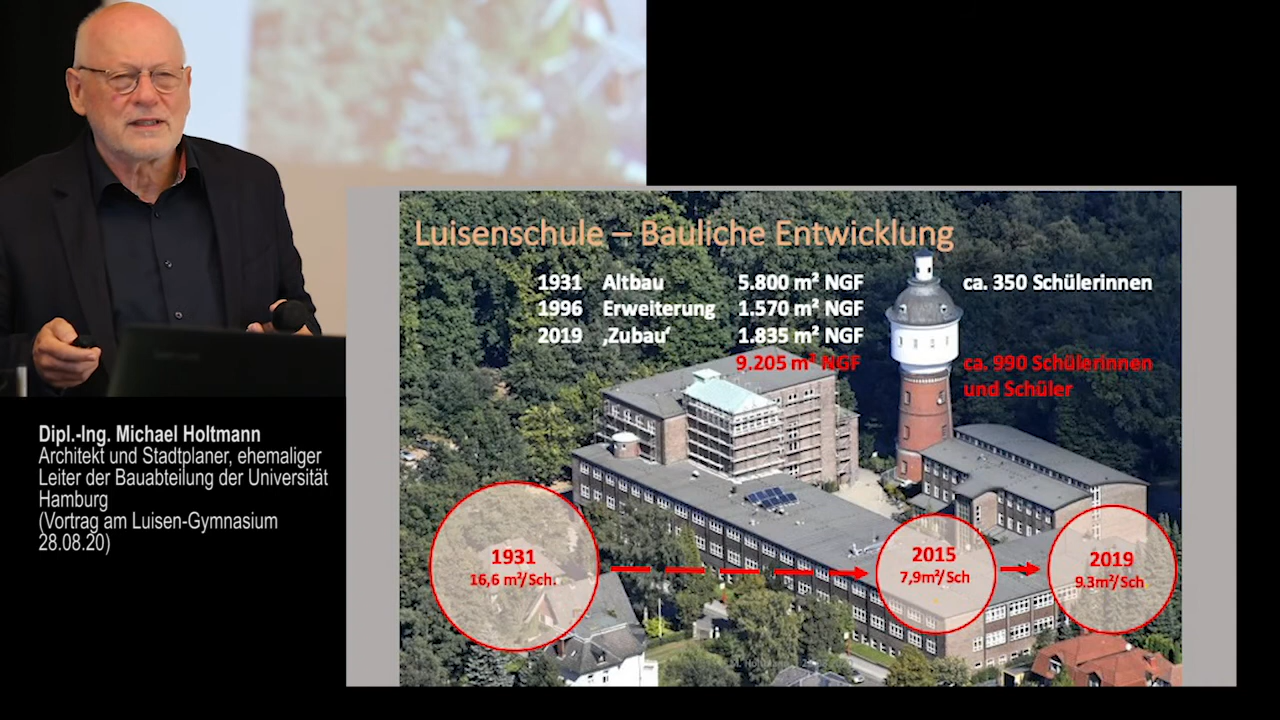 Luisenschule – Bauliche Entwicklung
1931 Altbau 5.800 m² NGF ca. 350 Schülerinnen
1996 Erweiterung 1.570 m² NGF
2019 ‚Zubau‘ 1.835 m² NGF
9.205 m² NGF ca. 990 Schülerinnen
und Schüler
Dipl.-Ing. Michael Holtmann
Architekt und Stadtplaner, ehemaliger
Leiter der Bauabteilung der Universität
Hamburg
(Vortrag am Luisen-Gymnasium
28.08.20)
1931
16,6 m²/Sch.
2015
7,9m²/Sch
2019
9,3m²/Sch
M. Holtmann